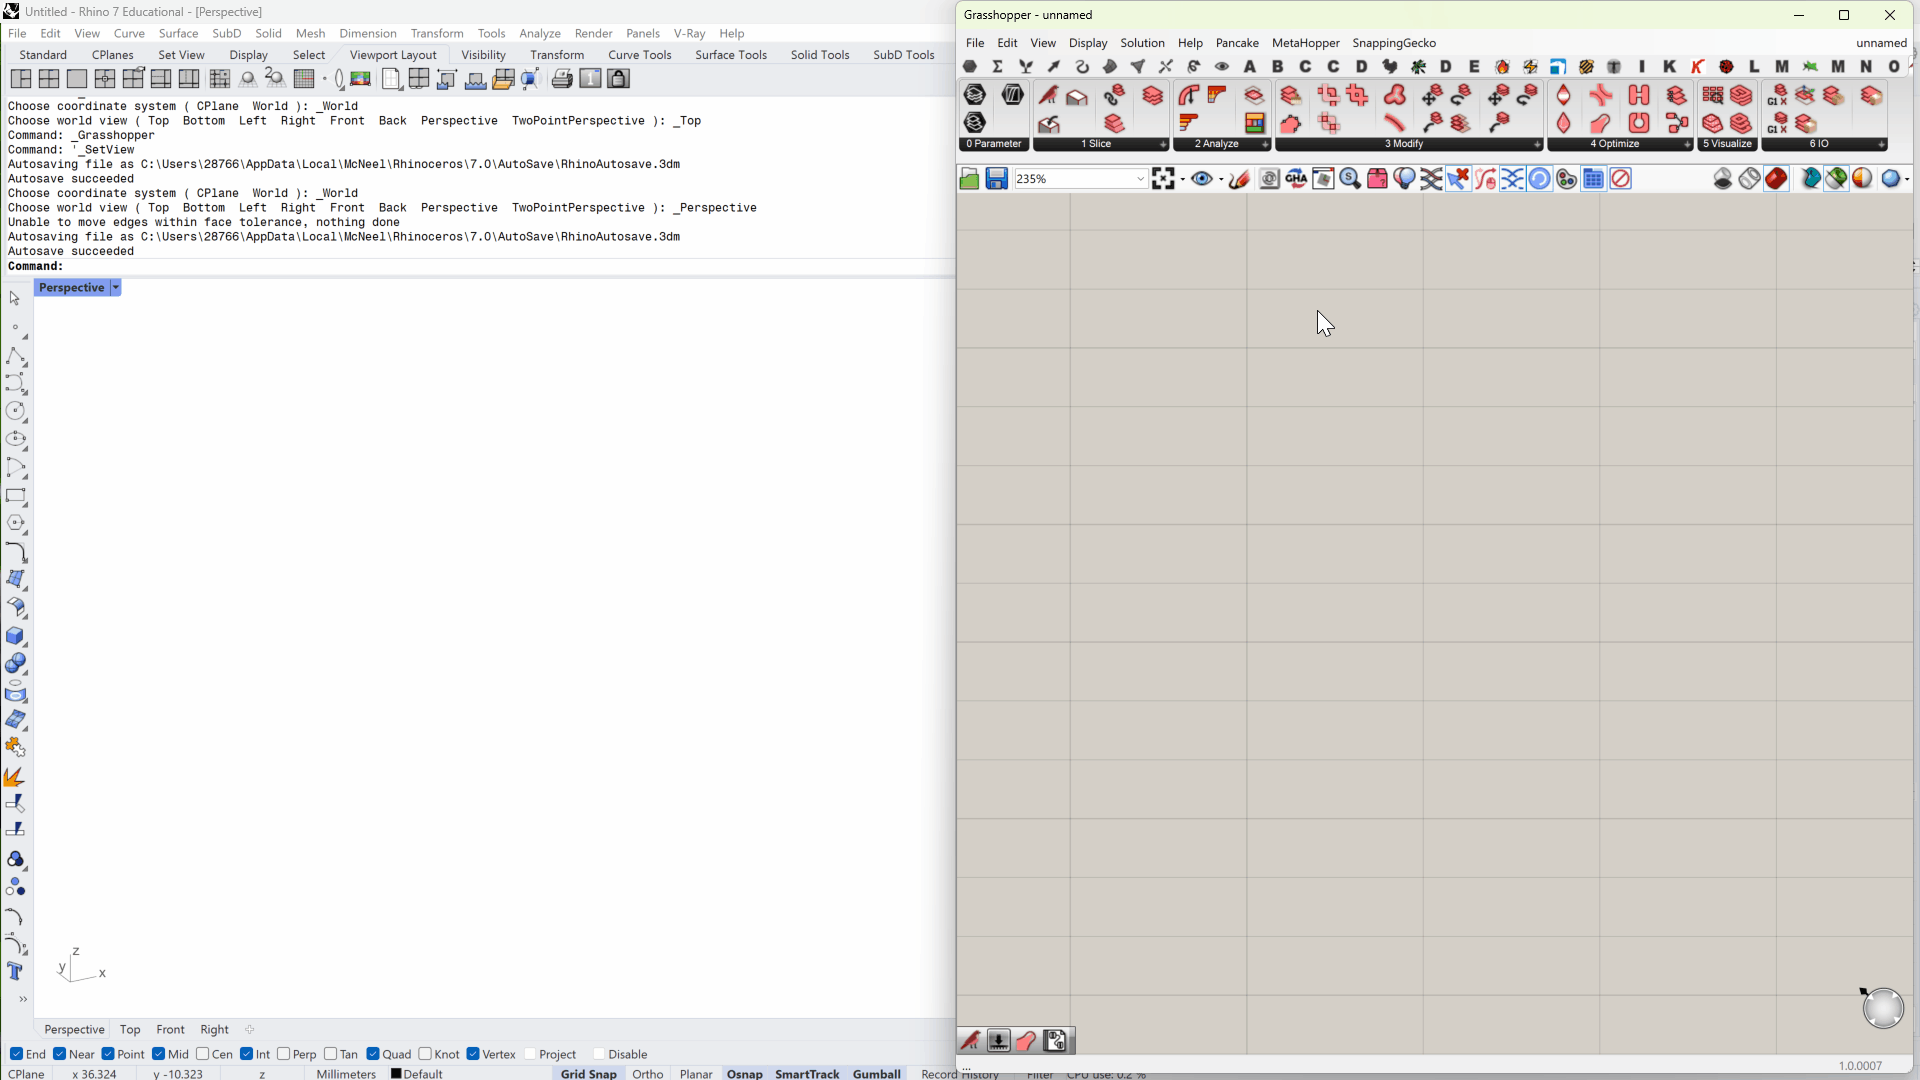 Untitled - Rhino 7 Educational - [Perspective]
File Edit View Curve Surface SubD Solid Mesh Dimension Transform Tools Analyze Render Panels V-Ray Help
Standard CPlanes Set View Display Select Viewport Layout Visibility Transform Curve Tools Surface Tools Solid Tools SubD Tools
Choose coordinate system ( CPlane World ): _World
Choose world view ( Top Bottom Left Right Front Back Perspective TwoPointPerspective ): _Top
Command: _Grasshopper
Command: '_SetView
Autosaving file as C:\Users\28766\AppData\Local\McNeel\Rhinoceros\7.0\AutoSave\RhinoAutosave.3dm
Autosave succeeded
Choose coordinate system ( CPlane World ): _World
Choose world view ( Top Bottom Left Right Front Back Perspective TwoPointPerspective ): _Perspective
Unable to move edges within face tolerance, nothing done
Autosaving file as C:\Users\28766\AppData\Local\McNeel\Rhinoceros\7.0\AutoSave\RhinoAutosave.3dm
Autosave succeeded
Command:
Perspective
z
y x
Perspective Top Front Right
End Near Point Mid Cen Int Perp Tan Quad Knot Vertex Project Disable
CPlane x 36.324 y -10.323 z Millimeters Default Grid Snap Ortho Planar Osnap SmartTrack Gumball Record History Filter CPU use: 0.2 %
Grasshopper - unnamed
File Edit View Display Solution Help Pancake MetaHopper SnappingGecko unnamed
A B C C D D E I K K L M M N O
0 Parameter 1 Slice 2 Analyze 3 Modify 4 Optimize 5 Visualize 6 IO
235% GHA
1.0.0007